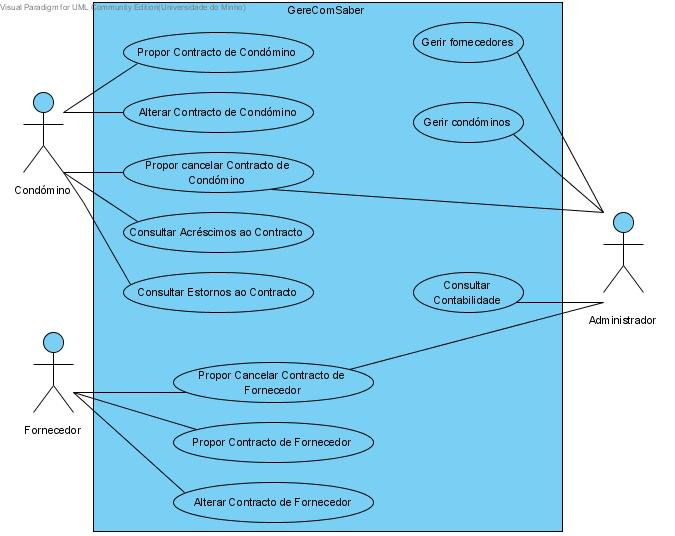 Visual Paradigm for UML Community Edition(Universidade do Minho)
GereComSaber
Propor Contracto de Condómino
Gerir fornecedores
Alterar Contracto de Condómino
Gerir condóminos
Propor cancelar Contracto de
Condómino
Condómino
Consultar Acréscimos ao Contracto
Consultar Estornos ao Contracto
Consultar
Contabilidade
Administrador
Propor Cancelar Contracto de
Fornecedor
Fornecedor
Propor Contracto de Fornecedor
Alterar Contracto de Fornecedor